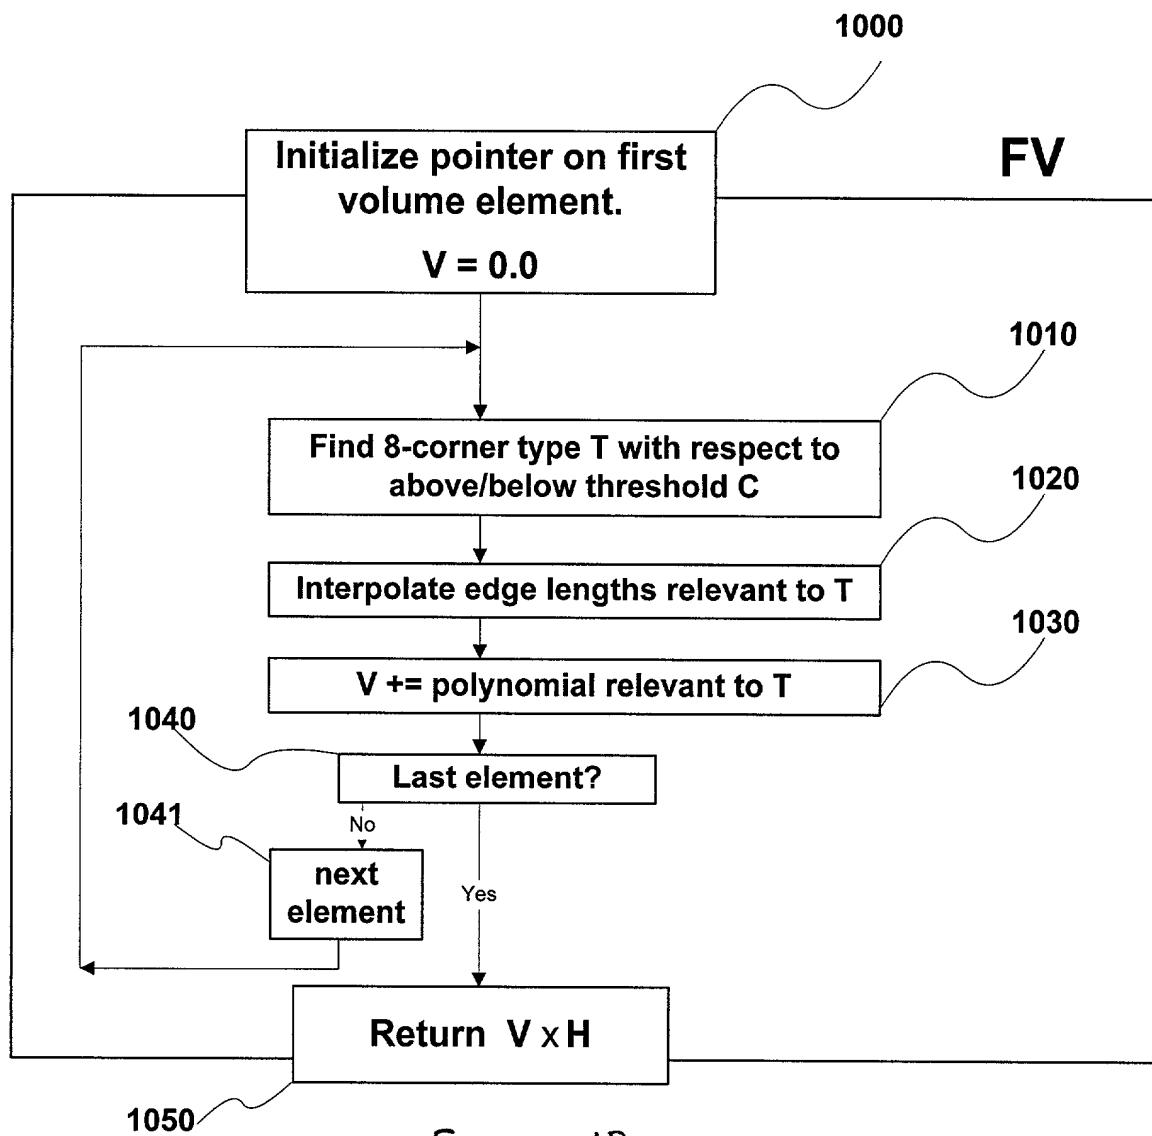 1000
FV
Initialize pointer on first
volume element.
V = 0.0
1010
Find 8-corner type T with respect to
above/below threshold C
1020
Interpolate edge lengths relevant to T
1030
V += polynomial relevant to T
1040
Last element?
1041
No
next
element
Yes
Return V x H
1050